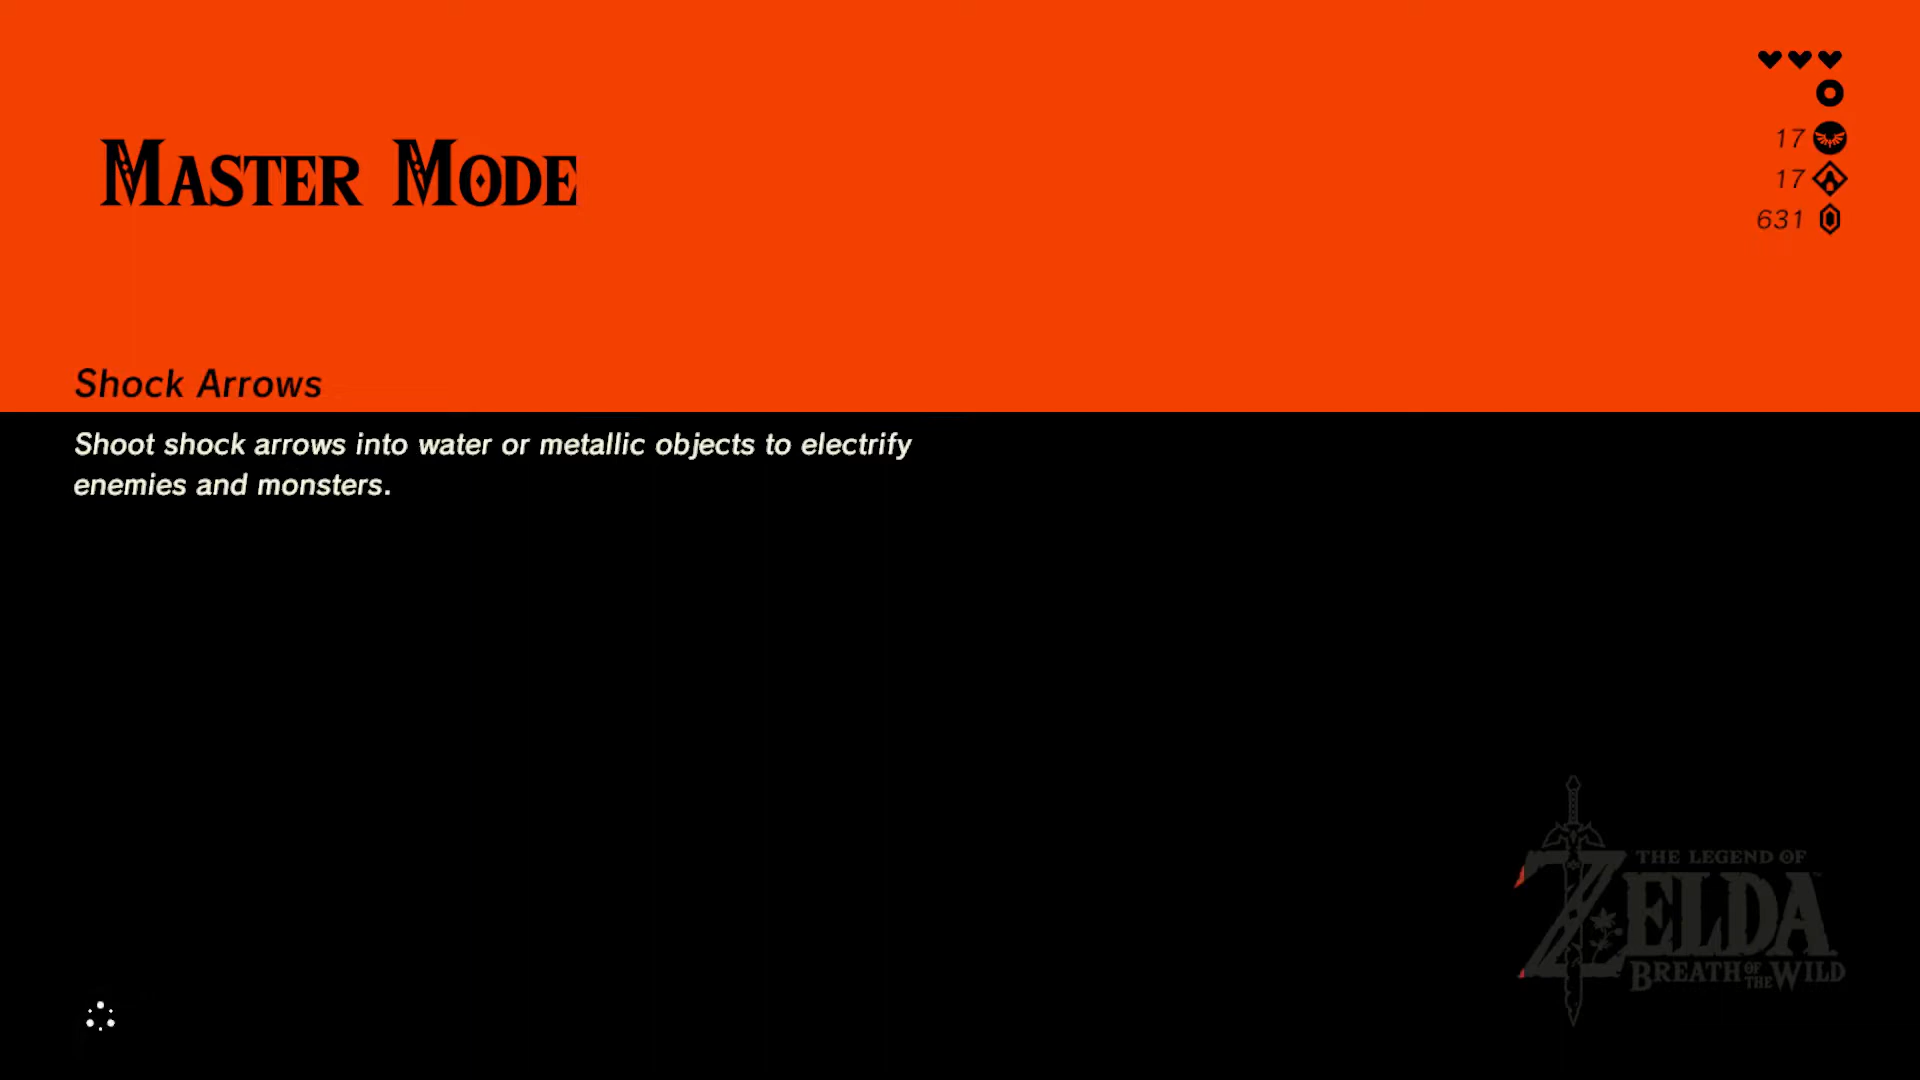 MASTER MODE
17
17
631
Shock Arrows
Shoot shock arrows into water or metallic objects to electrify
enemies and monsters.
THE LEGEND OF
ZELDA™
BREATH OF THE WILD